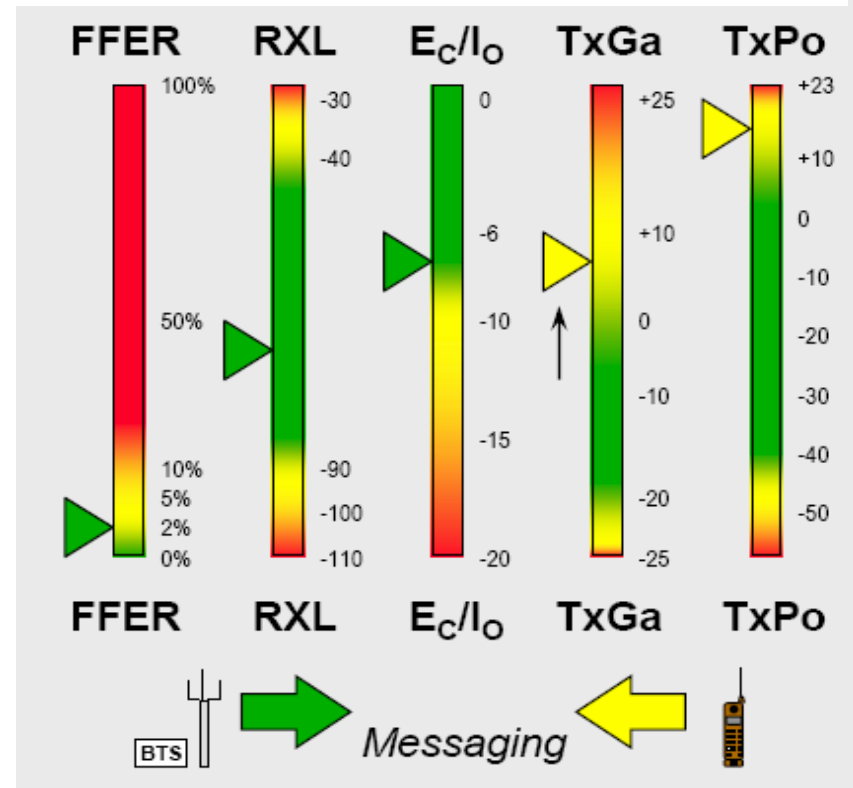 FFER RXL EC/IO TxGa TxPo
100% -30 0 +25 +23
-40 +10
-6 +10 0
-10
50% -10 0 -20
-10 -30
10% -90 -15 -40
5% -20
2% -100 -50
0% -110 -20 -25
FFER RXL EC/IO TxGa TxPo
BTS Messaging